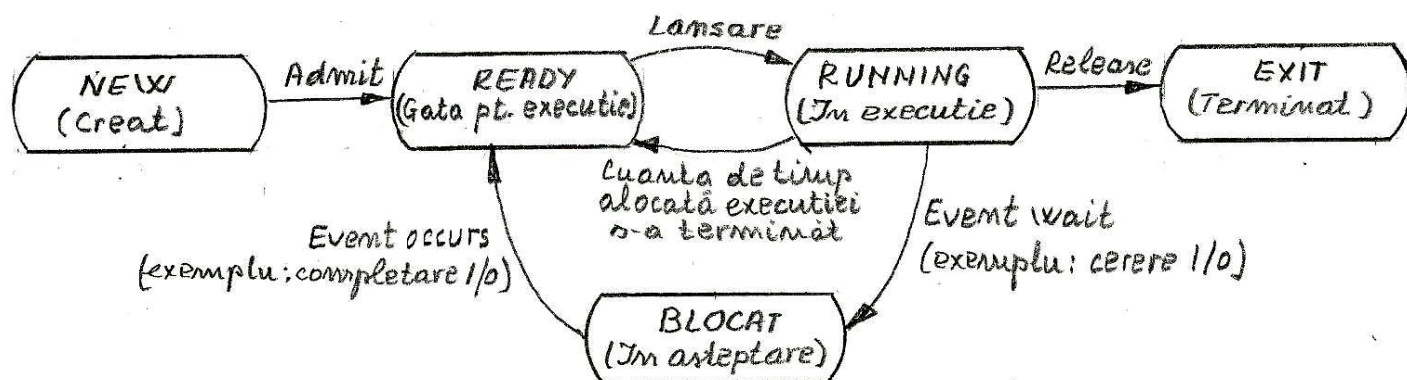 Lansare
NEW
(Creat)
Admit
READY
(Gata pt. executie)
RUNNING
(In executie)
Release
EXIT
(Terminat)
Cuanta de timp
alocată executiei
s-a terminat
Event occurs
(exemplu: completare I/O)
Event wait
(exemplu: cerere I/O)
BLOCAT
(In asteptare)